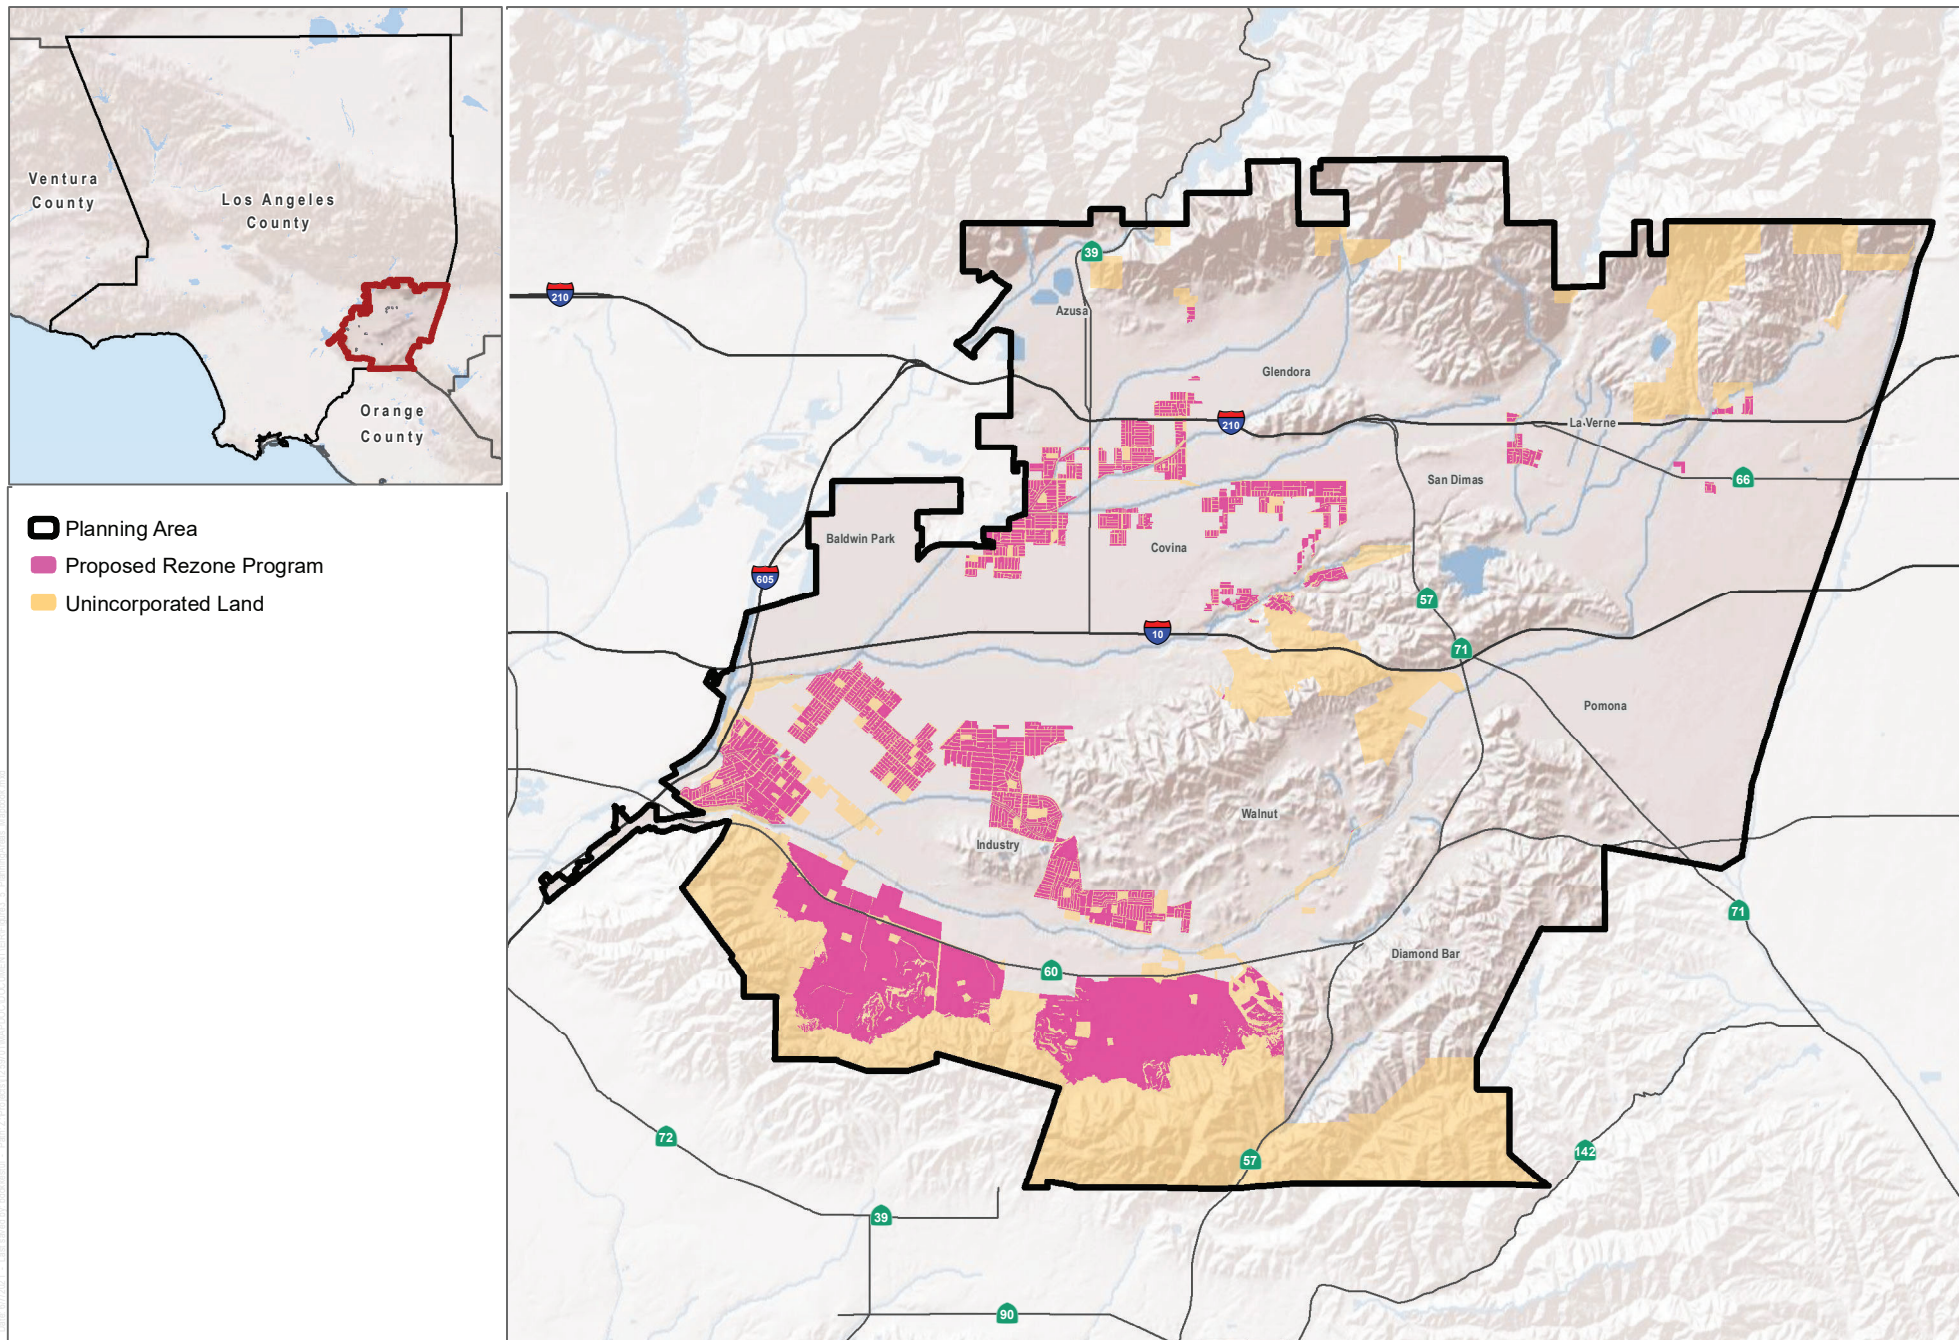 Ventura
County
Los Angeles
County
Orange
County
Planning Area
Proposed Rezone Program
Unincorporated Land
39
210
Azusa
Glendora
210
La Verne
San Dimas
66
Baldwin Park
Covina
605
57
10
71
Pomona
Walnut
Industry
71
Diamond Bar
60
72
57
142
39
90